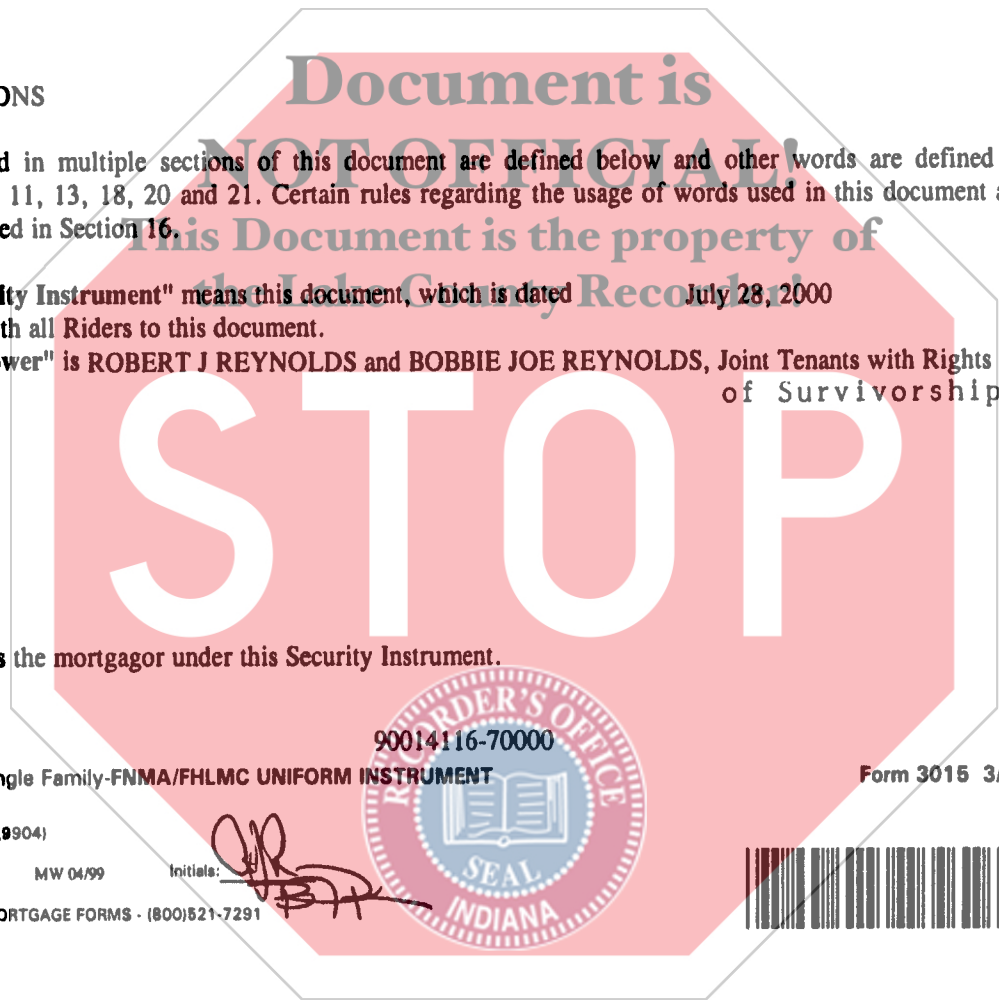 Document is
ONS
NOT OFFICIAL!
d in multiple sections of this document are defined below and other words are defined
11, 13, 18, 20 and 21. Certain rules regarding the usage of words used in this document a
ed in Section 16.
This Document is the property of
the Lake County Recorder!
ity Instrument" means this document, which is dated July 28, 2000
th all Riders to this document.
wer" is ROBERT J REYNOLDS and BOBBIE JOE REYNOLDS, Joint Tenants with Rights
of Survivorship
STOP
s the mortgagor under this Security Instrument.
90014116-70000
ngle Family-FNMA/FHLMC UNIFORM INSTRUMENT
Form 3015 3/
9904)
MW 04/99
Initials:
ORTGAGE FORMS - (800)521-7291
RECORDER'S OFFICE
SEAL
INDIANA